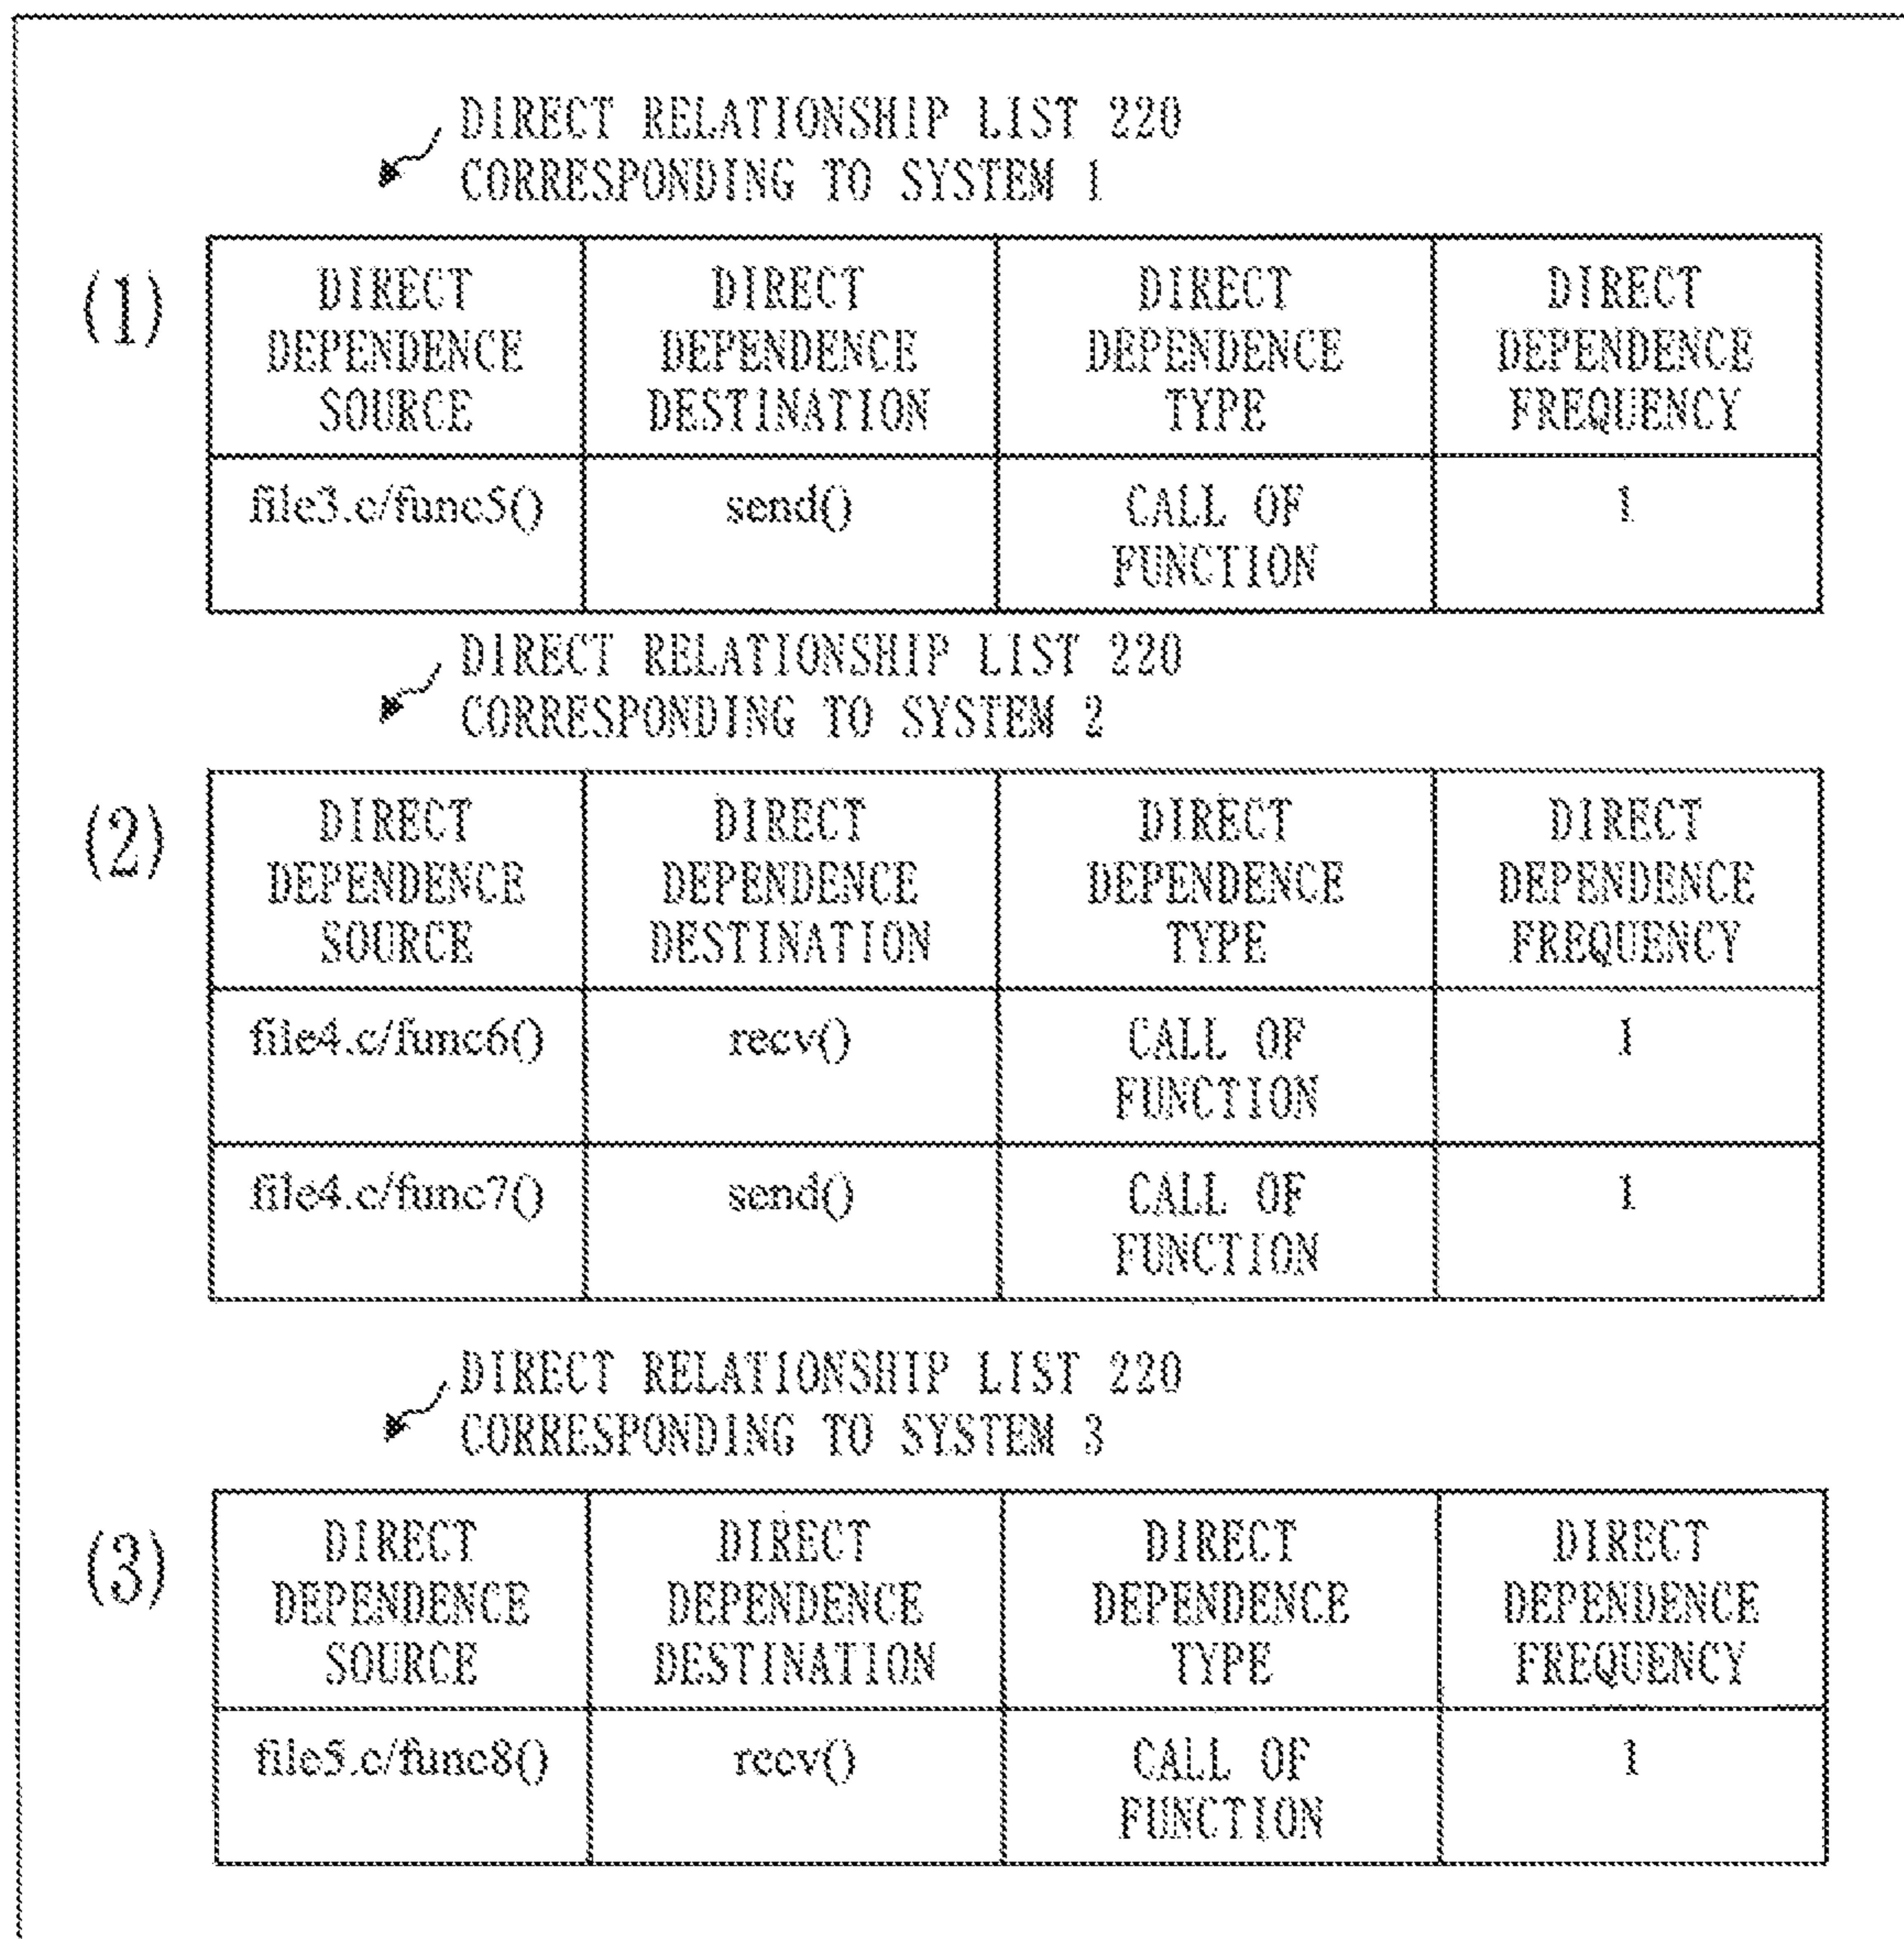 DIRECT RELATIONSHIP LIST 220
CORRESPONDING TO SYSTEM 1
(1)
DIRECT DEPENDENCE SOURCE
DIRECT DEPENDENCE DESTINATION
DIRECT DEPENDENCE TYPE
DIRECT DEPENDENCE FREQUENCY
file3.c/func5()
send()
CALL OF FUNCTION
1
DIRECT RELATIONSHIP LIST 220
CORRESPONDING TO SYSTEM 2
(2)
DIRECT DEPENDENCE SOURCE
DIRECT DEPENDENCE DESTINATION
DIRECT DEPENDENCE TYPE
DIRECT DEPENDENCE FREQUENCY
file4.c/func6()
recv()
CALL OF FUNCTION
1
file4.c/func7()
send()
CALL OF FUNCTION
1
DIRECT RELATIONSHIP LIST 220
CORRESPONDING TO SYSTEM 3
(3)
DIRECT DEPENDENCE SOURCE
DIRECT DEPENDENCE DESTINATION
DIRECT DEPENDENCE TYPE
DIRECT DEPENDENCE FREQUENCY
file5.c/func8()
recv()
CALL OF FUNCTION
1